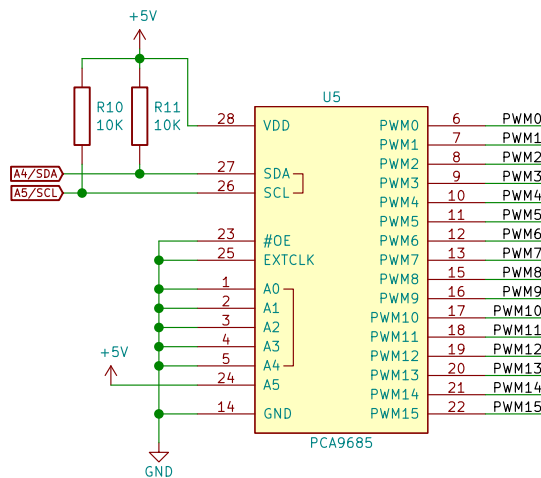 +5V
U5
R10
10K
R11
10K
28 VDD PWM0 6 PWM0
PWM1 7 PWM1
PWM2 8 PWM2
A4/SDA 27 SDA PWM3 9 PWM3
A5/SCL 26 SCL PWM4 10 PWM4
PWM5 11 PWM5
23 #OE PWM6 12 PWM6
25 EXTCLK PWM7 13 PWM7
1 A0 PWM8 15 PWM8
2 A1 PWM9 16 PWM9
3 A2 PWM10 17 PWM10
4 A3 PWM11 18 PWM11
+5V 5 A4 PWM12 19 PWM12
24 A5 PWM13 20 PWM13
PWM14 21 PWM14
14 GND PWM15 22 PWM15
PCA9685
GND